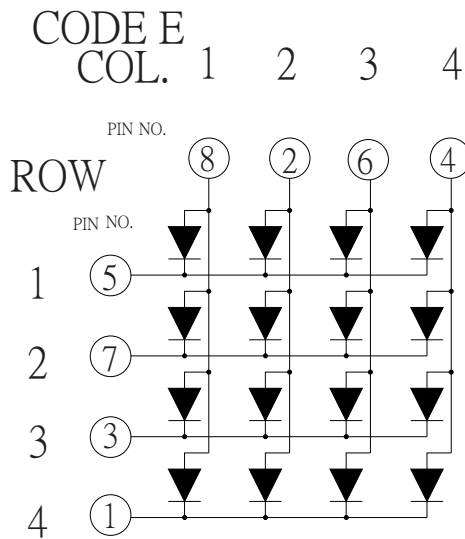 CODE E
COL. 1 2 3 4
PIN NO.
8 2 6 4
ROW
PIN NO.
1 5
2 7
3 3
4 1